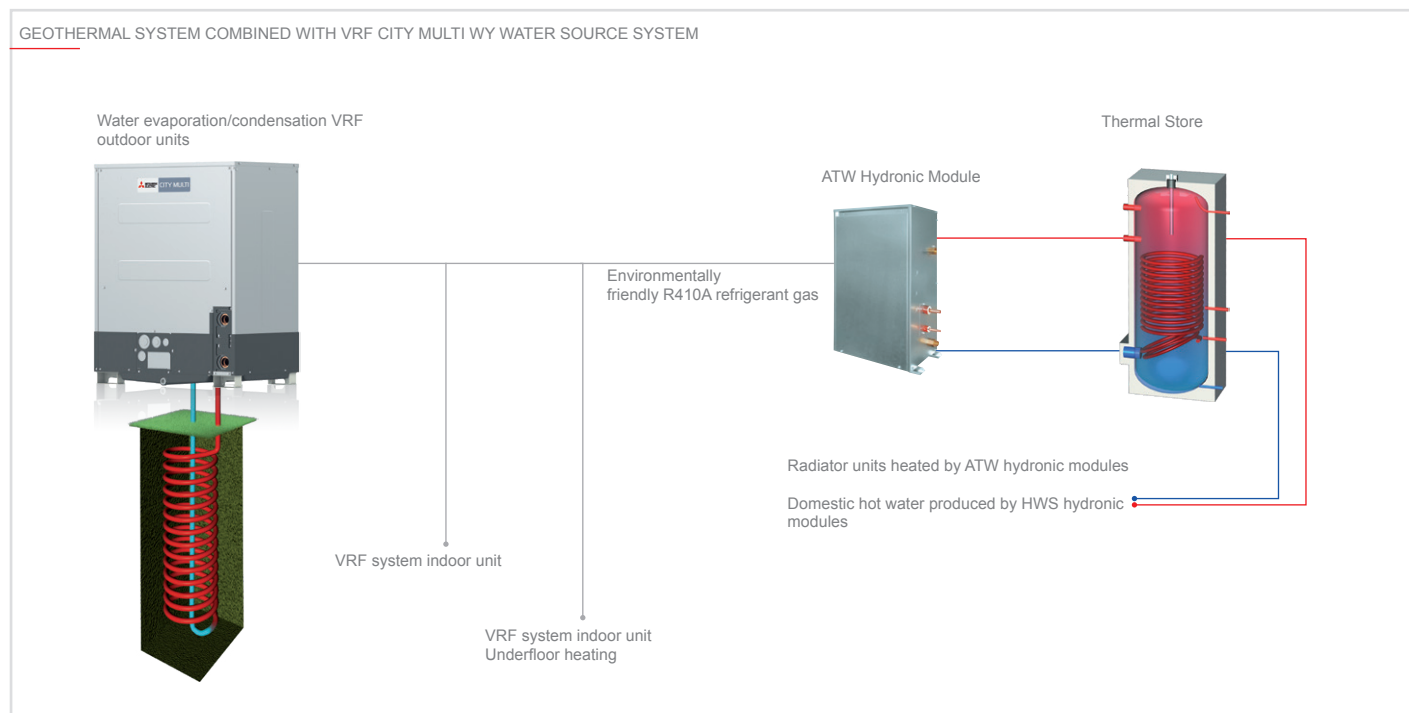 GEOTHERMAL SYSTEM COMBINED WITH VRF CITY MULTI WY WATER SOURCE SYSTEM
Water evaporation/condensation VRF
outdoor units
Thermal Store
ATW Hydronic Module
CITY MULTI
Environmentally
friendly R410A refrigerant gas
Radiator units heated by ATW hydronic modules
Domestic hot water produced by HWS hydronic
modules
VRF system indoor unit
VRF system indoor unit
Underfloor heating